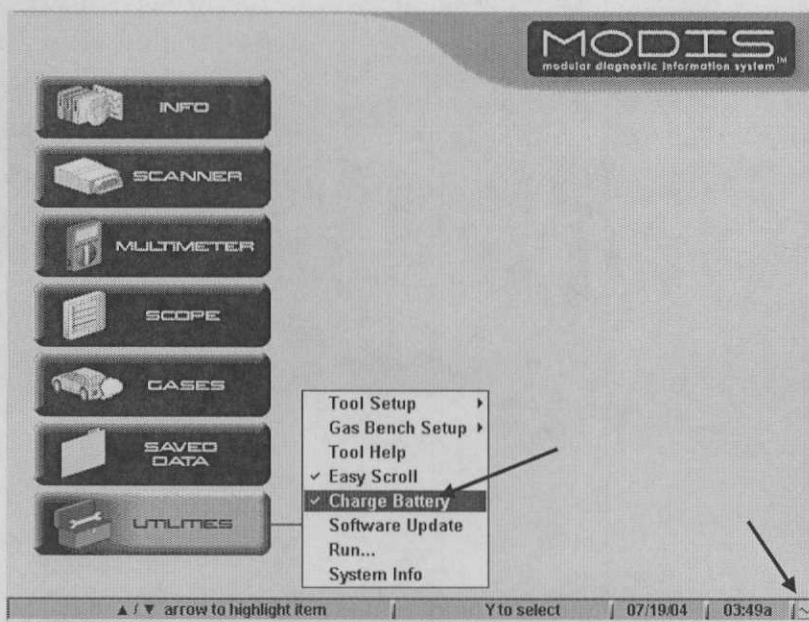 MODIS™
modular diagnostic information system
INFO
SCANNER
MULTIMETER
SCOPE
GASES
SAVED
DATA
UTILITIES
Tool Setup
Gas Bench Setup
Tool Help
✓ Easy Scroll
✓ Charge Battery
Software Update
Run...
System Info
▲ / ▼ arrow to highlight item
Y to select
07/19/04
03:49a